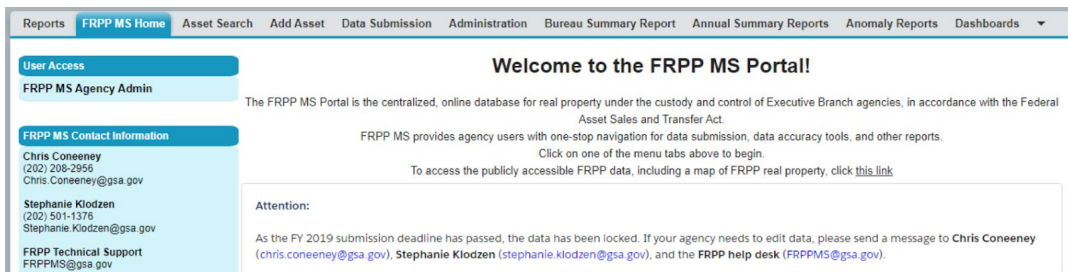 Reports FRPP MS Home Asset Search Add Asset Data Submission Administration Bureau Summary Report Annual Summary Reports Anomaly Reports Dashboards
User Access
FRPP MS Agency Admin
FRPP MS Contact Information
Chris Coneeney
(202) 208-2956
Chris.Coneeney@gsa.gov
Stephanie Klodzen
(202) 501-1376
Stephanie.Klodzen@gsa.gov
FRPP Technical Support
FRPPMS@gsa.gov
Welcome to the FRPP MS Portal!
The FRPP MS Portal is the centralized, online database for real property under the custody and control of Executive Branch agencies, in accordance with the Federal
Asset Sales and Transfer Act.
FRPP MS provides agency users with one-stop navigation for data submission, data accuracy tools, and other reports.
Click on one of the menu tabs above to begin.
To access the publicly accessible FRPP data, including a map of FRPP real property, click this link
Attention:
As the FY 2019 submission deadline has passed, the data has been locked. If your agency needs to edit data, please send a message to Chris Coneeney
(chris.coneeney@gsa.gov), Stephanie Klodzen (stephanie.klodzen@gsa.gov), and the FRPP help desk (FRPPMS@gsa.gov).